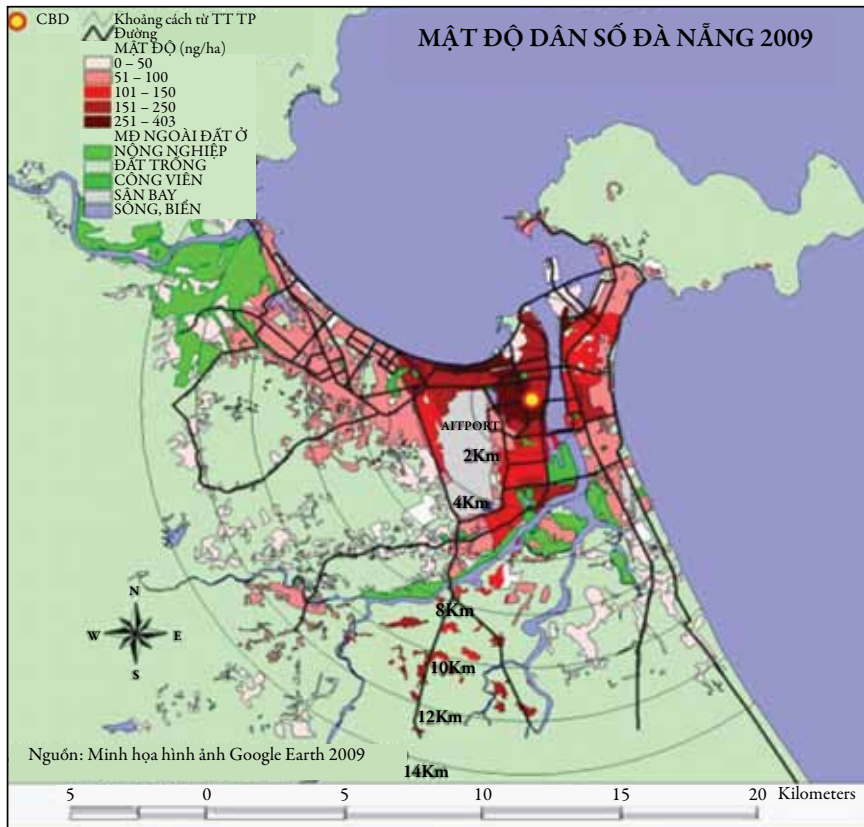 CBD
Khoảng cách từ TT TP
Đường
MẬT ĐỘ (ng/ha)
0 – 50
51 – 100
101 – 150
151 – 250
251 – 403
MĐ NGOÀI ĐẤT Ở
NÔNG NGHIỆP
ĐẤT TRỐNG
CÔNG VIÊN
SÂN BAY
SÔNG, BIỂN
MẬT ĐỘ DÂN SỐ ĐÀ NẴNG 2009
AITPORT
2Km
4Km
8Km
10Km
12Km
14Km
N
W E
S
Nguồn: Minh họa hình ảnh Google Earth 2009
5 0 5 10 15 20 Kilometers